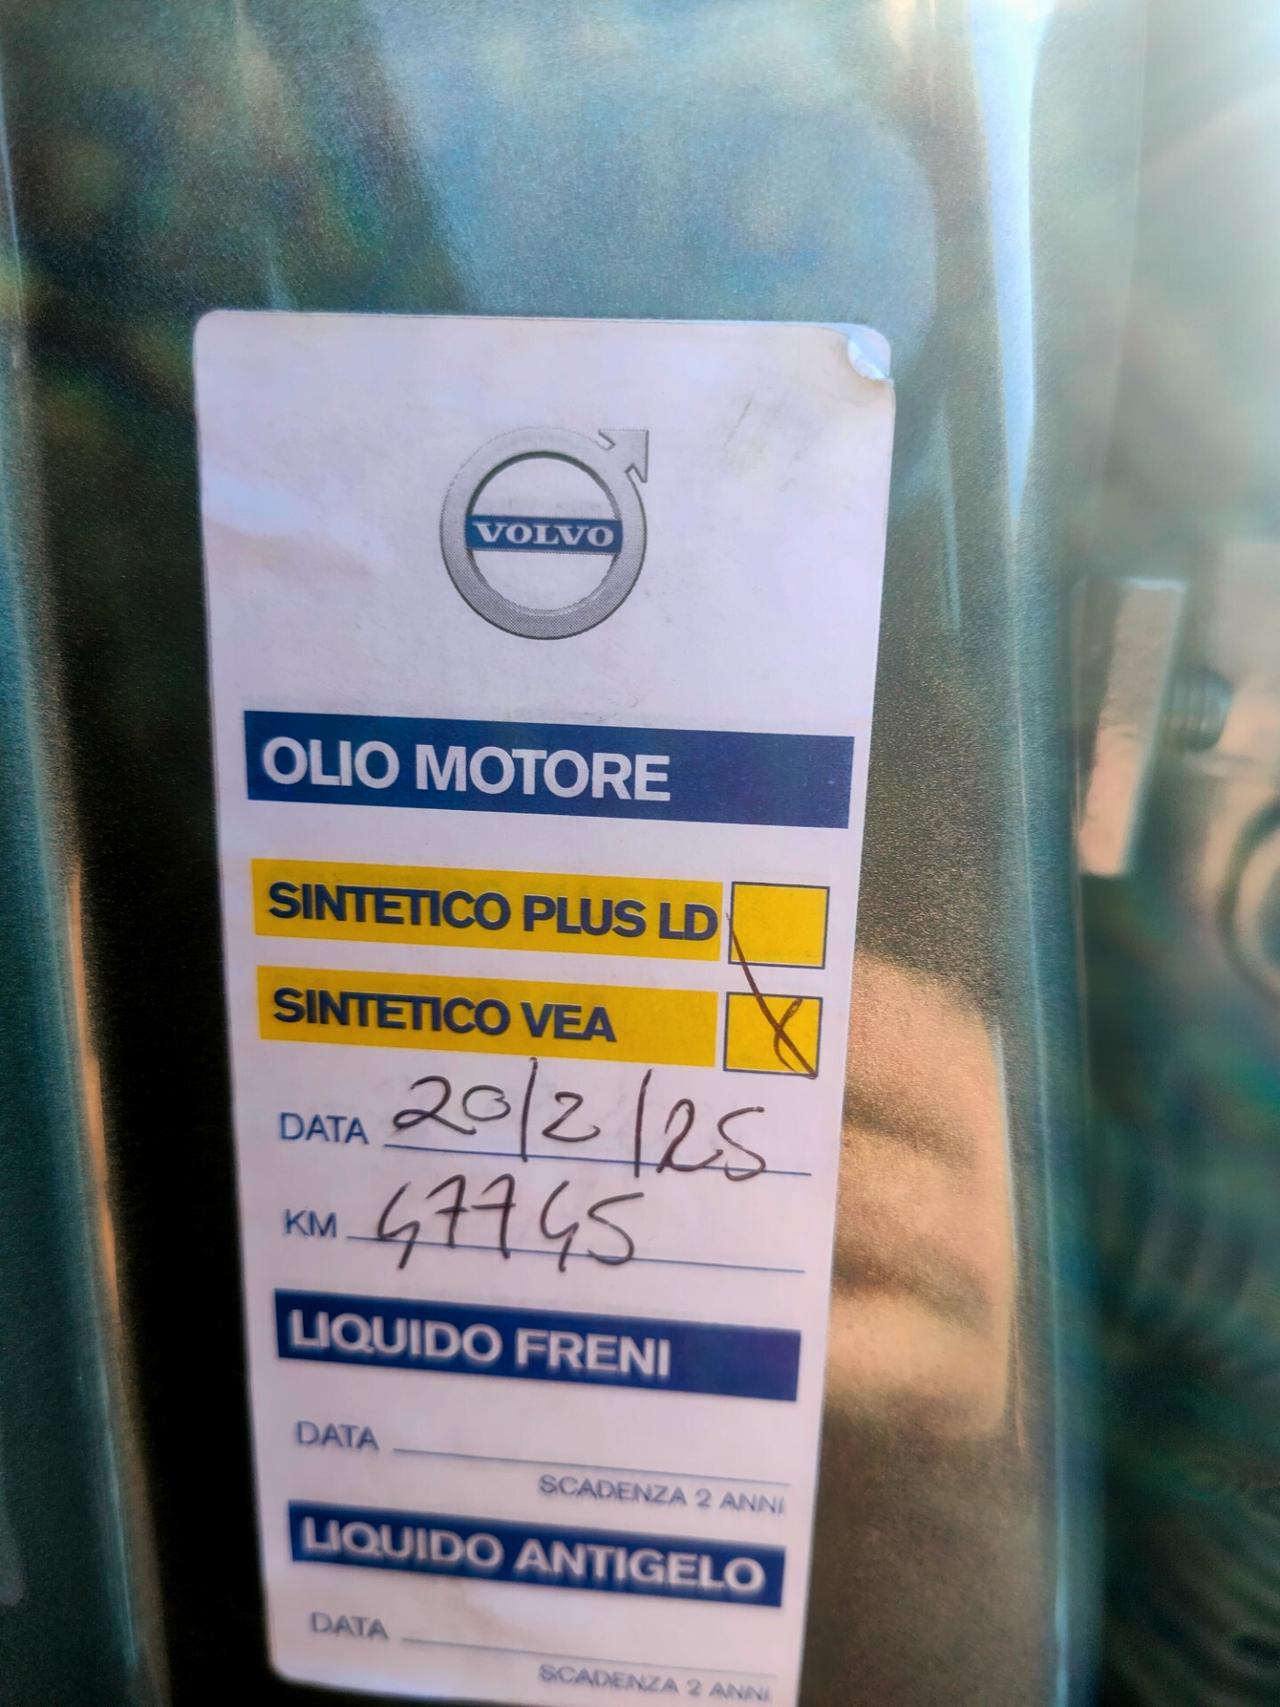 VOLVO
OLIO MOTORE
SINTETICO PLUS LD
SINTETICO VEA
DATA 20/2/25
KM 47745
LIQUIDO FRENI
DATA
SCADENZA 2 ANNI
LIQUIDO ANTIGELO
DATA
SCADENZA 2 ANNI